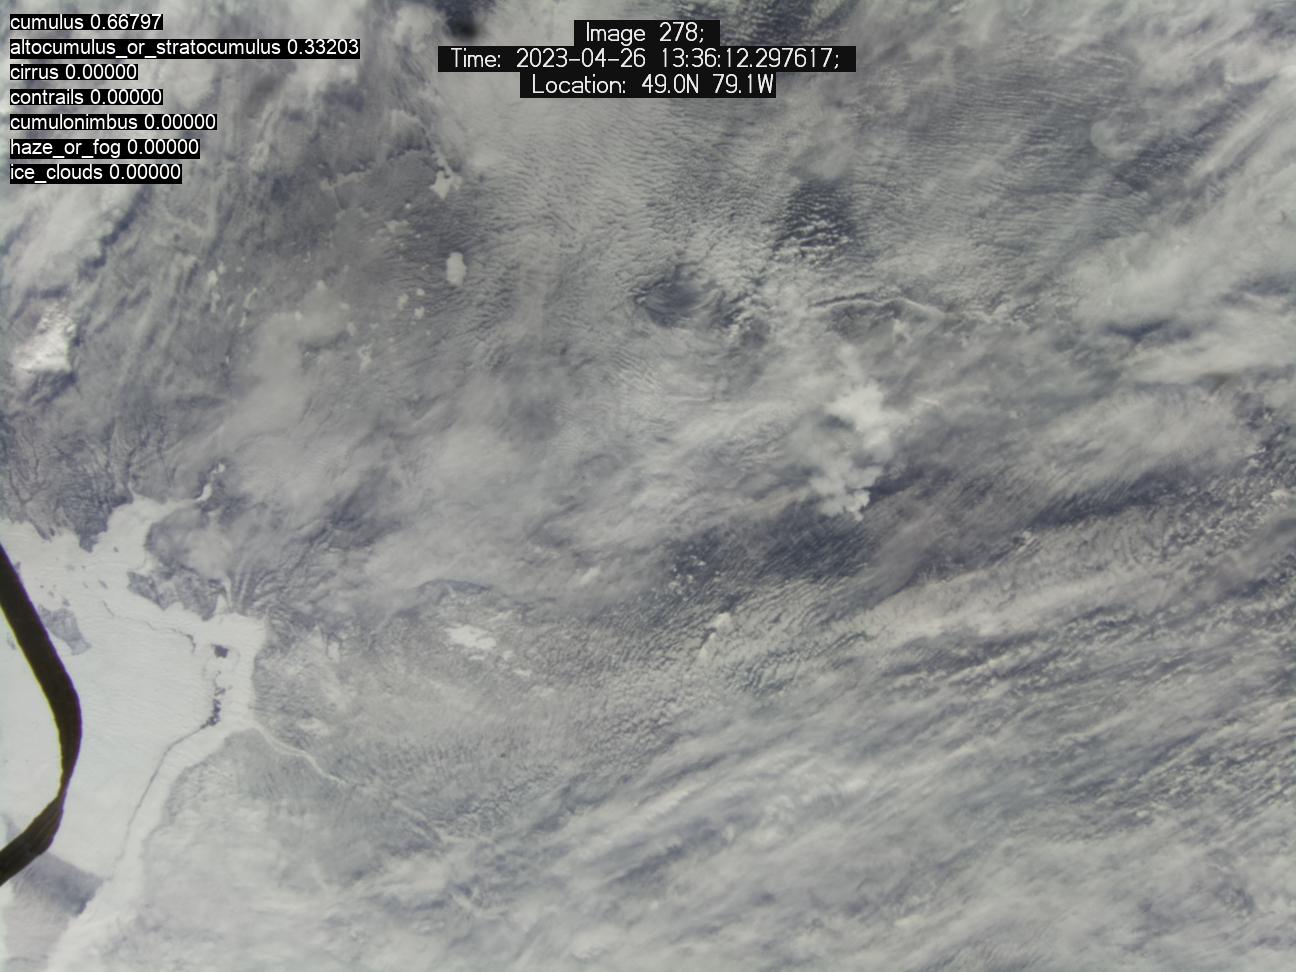 cumulus 0.66797
altocumulus_or_stratocumulus 0.33203
cirrus 0.00000
contrails 0.00000
cumulonimbus 0.00000
haze_or_fog 0.00000
ice_clouds 0.00000
Image 278;
Time: 2023-04-26 13:36:12.297617;
Location: 49.0N 79.1W